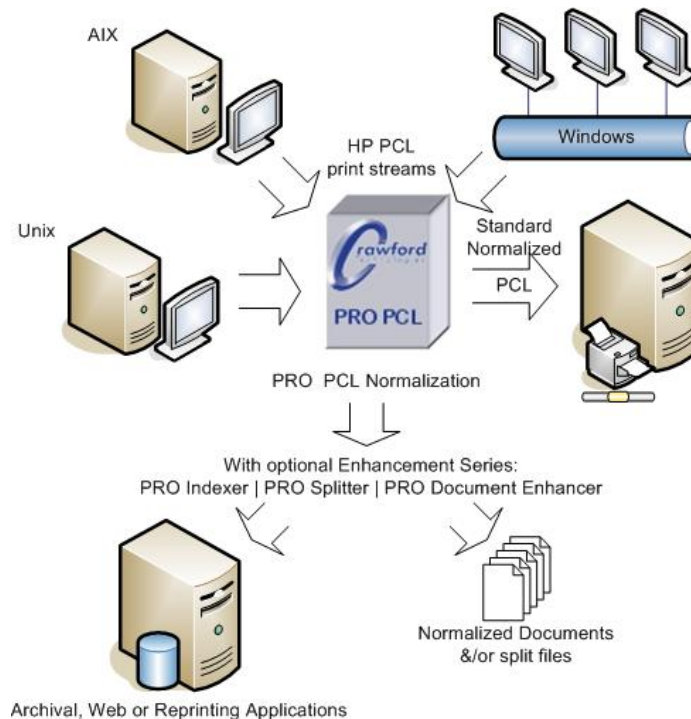 AIX
Windows
HP PCL
print streams
Unix
Crawford
PRO PCL
Standard
Normalized
PCL
PRO PCL Normalization
With optional Enhancement Series:
PRO Indexer | PRO Splitter | PRO Document Enhancer
Normalized Documents
&/or split files
Archival, Web or Reprinting Applications